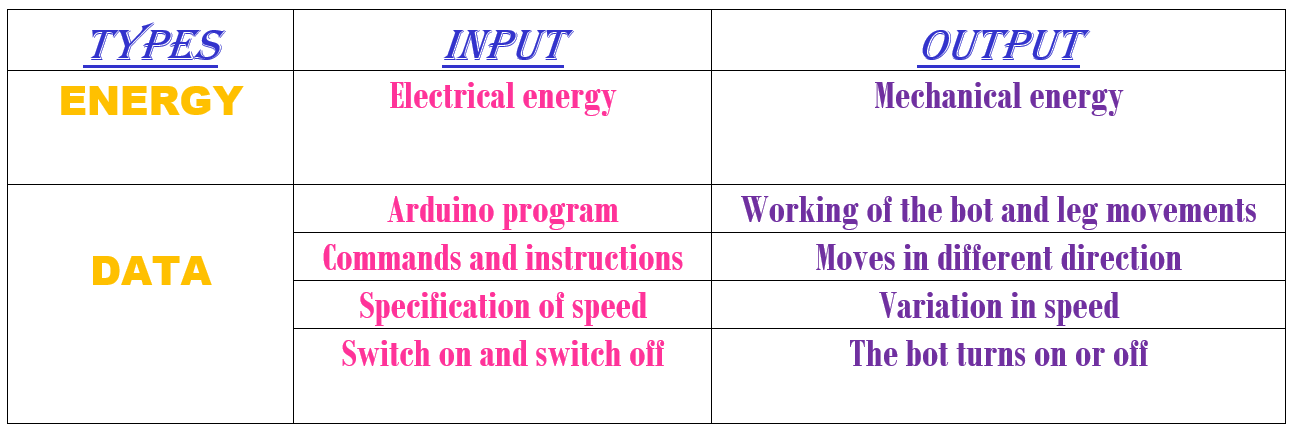 TYPES INPUT OUTPUT
ENERGY Electrical energy Mechanical energy
Arduino program Working of the bot and leg movements
DATA Commands and instructions Moves in different direction
Specification of speed Variation in speed
Switch on and switch off The bot turns on or off